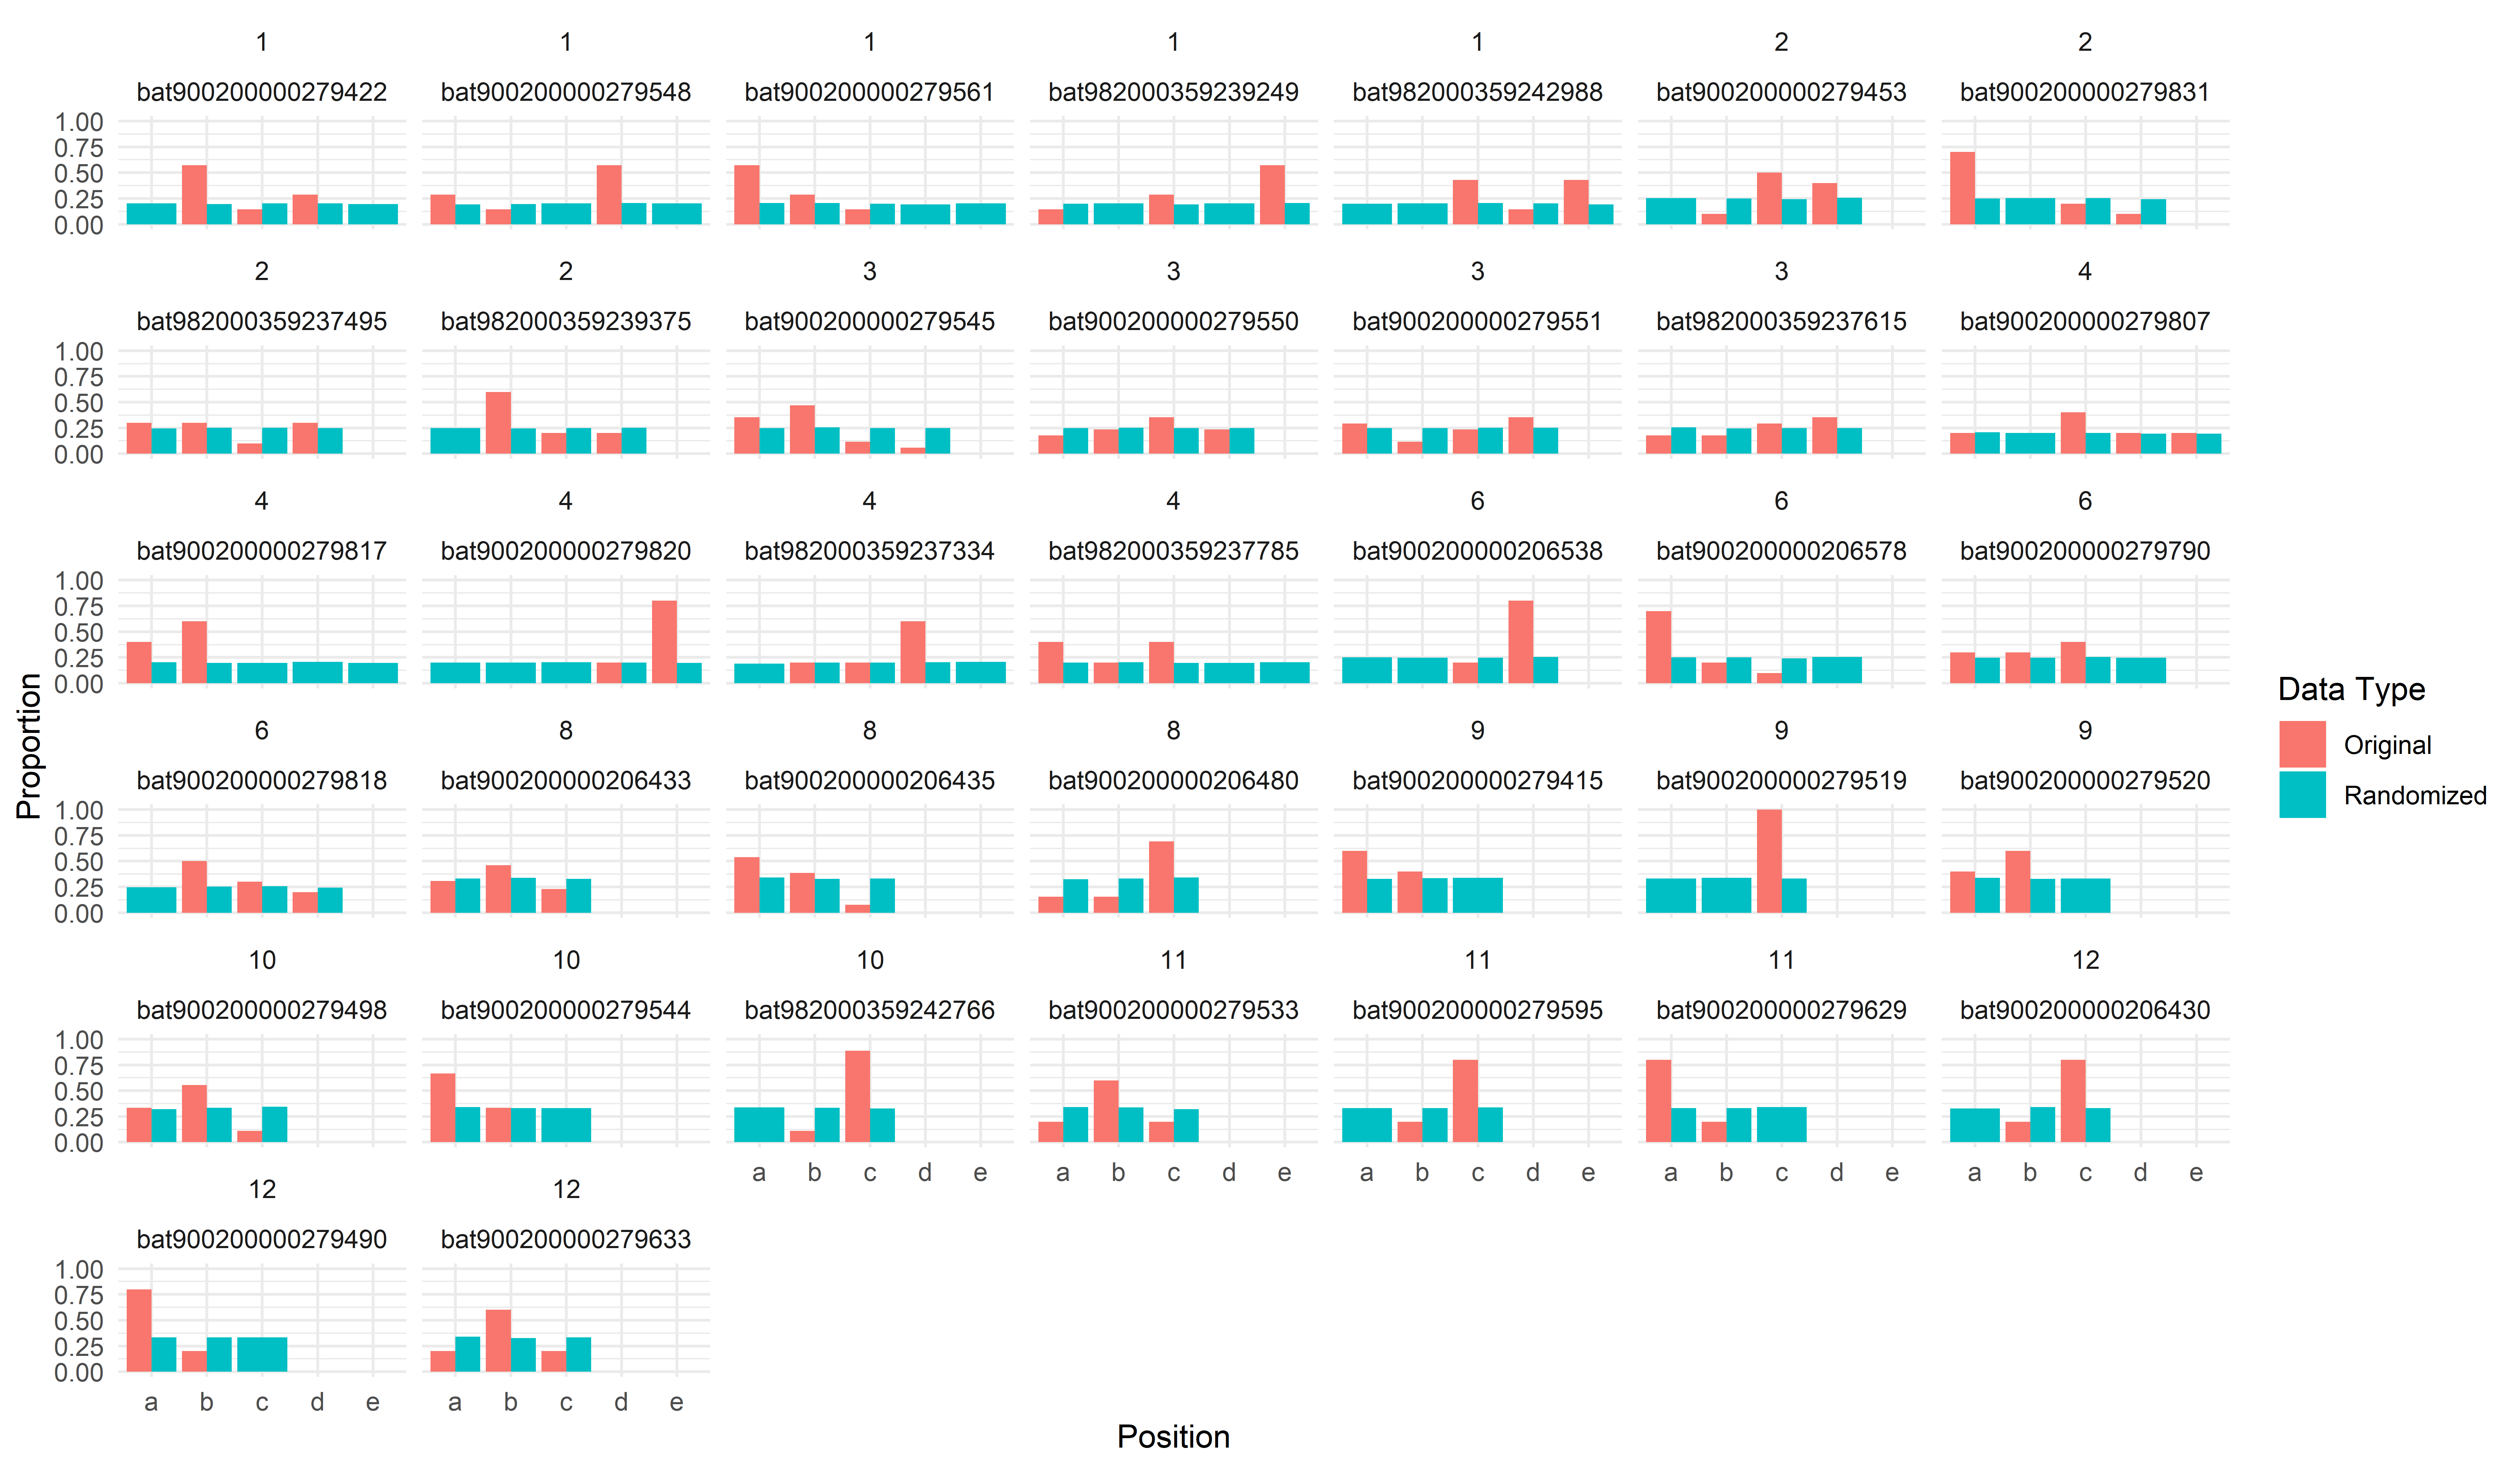 1 1 1 1 1 2 2
bat900200000279422 bat900200000279548 bat900200000279561 bat982000359239249 bat982000359242988 bat900200000279453 bat900200000279831
1.00
0.75
0.50
0.25
0.00
2 2 3 3 3 3 4
bat982000359237495 bat982000359239375 bat900200000279545 bat900200000279550 bat900200000279551 bat982000359237615 bat900200000279807
1.00
0.75
0.50
0.25
0.00
4 4 4 4 6 6 6
bat900200000279817 bat900200000279820 bat982000359237334 bat982000359237785 bat900200000206538 bat900200000206578 bat900200000279790
1.00
0.75
0.50
0.25
0.00
6 8 8 8 9 9 9
bat900200000279818 bat900200000206433 bat900200000206435 bat900200000206480 bat900200000279415 bat900200000279519 bat900200000279520
1.00
0.75
0.50
0.25
0.00
10 10 10 11 11 11 12
bat900200000279498 bat900200000279544 bat982000359242766 bat900200000279533 bat900200000279595 bat900200000279629 bat900200000206430
1.00
0.75
0.50
0.25
0.00
a b c d e a b c d e a b c d e a b c d e a b c d e
12 12
bat900200000279490 bat900200000279633
1.00
0.75
0.50
0.25
0.00
a b c d e a b c d e
Position
Proportion
Data Type
Original
Randomized